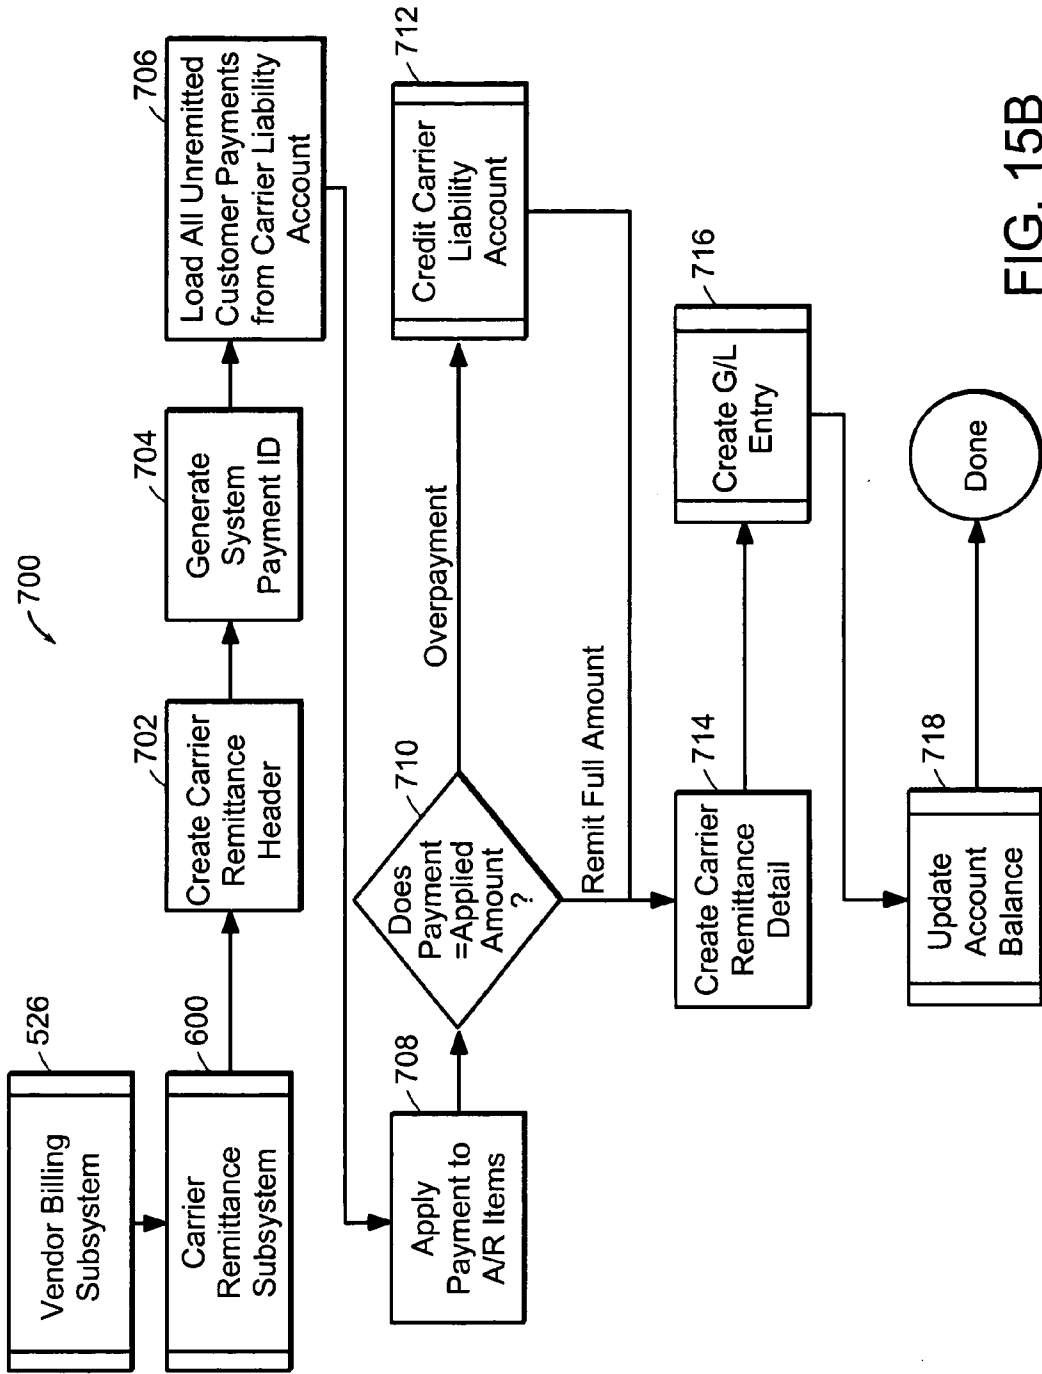 700
526
Vendor Billing
Subsystem
600
Carrier
Remittance
Subsystem
702
Create Carrier
Remittance
Header
704
Generate
System
Payment ID
706
Load All Unremitted
Customer Payments
from Carrier Liability
Account
708
Apply
Payment to
A/R Items
710
Does
Payment
=Applied
Amount
?
Overpayment
712
Credit Carrier
Liability
Account
Remit Full Amount
714
Create Carrier
Remittance
Detail
716
Create G/L
Entry
718
Update
Account
Balance
Done
FIG. 15B